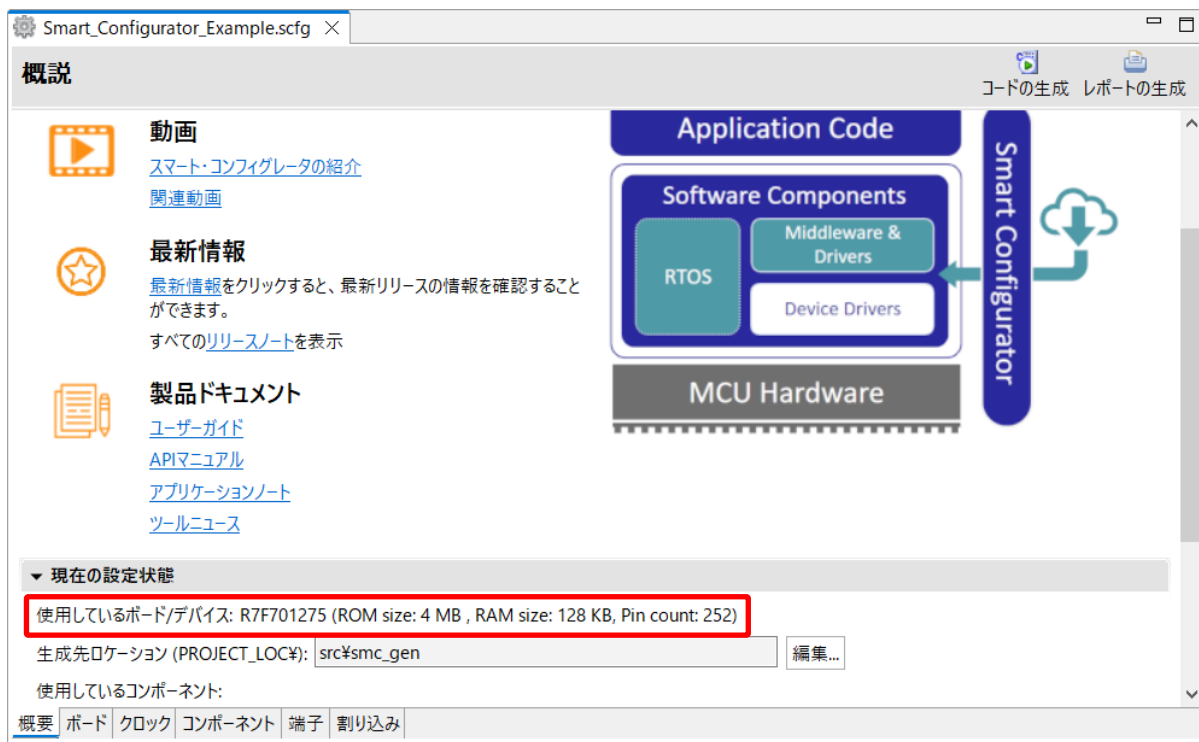 Smart_Configurator_Example.scfg
概説
コードの生成 レポートの生成
動画
スマート・コンフィグレータの紹介
関連動画
最新情報
最新情報をクリックすると、最新リリースの情報を確認すること
ができます。
すべてのリリースノートを表示
製品ドキュメント
ユーザーガイド
APIマニュアル
アプリケーションノート
ツールニュース
Application Code
Software Components
RTOS
Middleware &
Drivers
Device Drivers
MCU Hardware
Smart Configurator
現在の設定状態
使用しているボード/デバイス: R7F701275 (ROM size: 4 MB , RAM size: 128 KB, Pin count: 252)
生成先ロケーション (PROJECT_LOC¥): src¥smc_gen 編集...
使用しているコンポーネント:
概要 ボード クロック コンポーネント 端子 割り込み